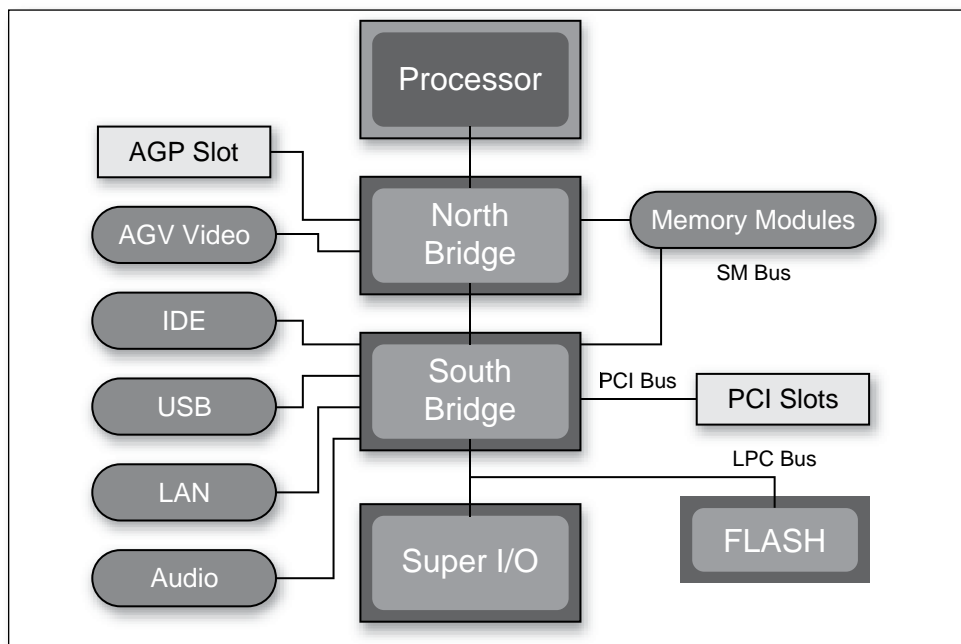 Processor
AGP Slot
AGV Video
North
Bridge
Memory Modules
SM Bus
IDE
USB
South
Bridge
PCI Bus
PCI Slots
LPC Bus
LAN
Audio
Super I/O
FLASH